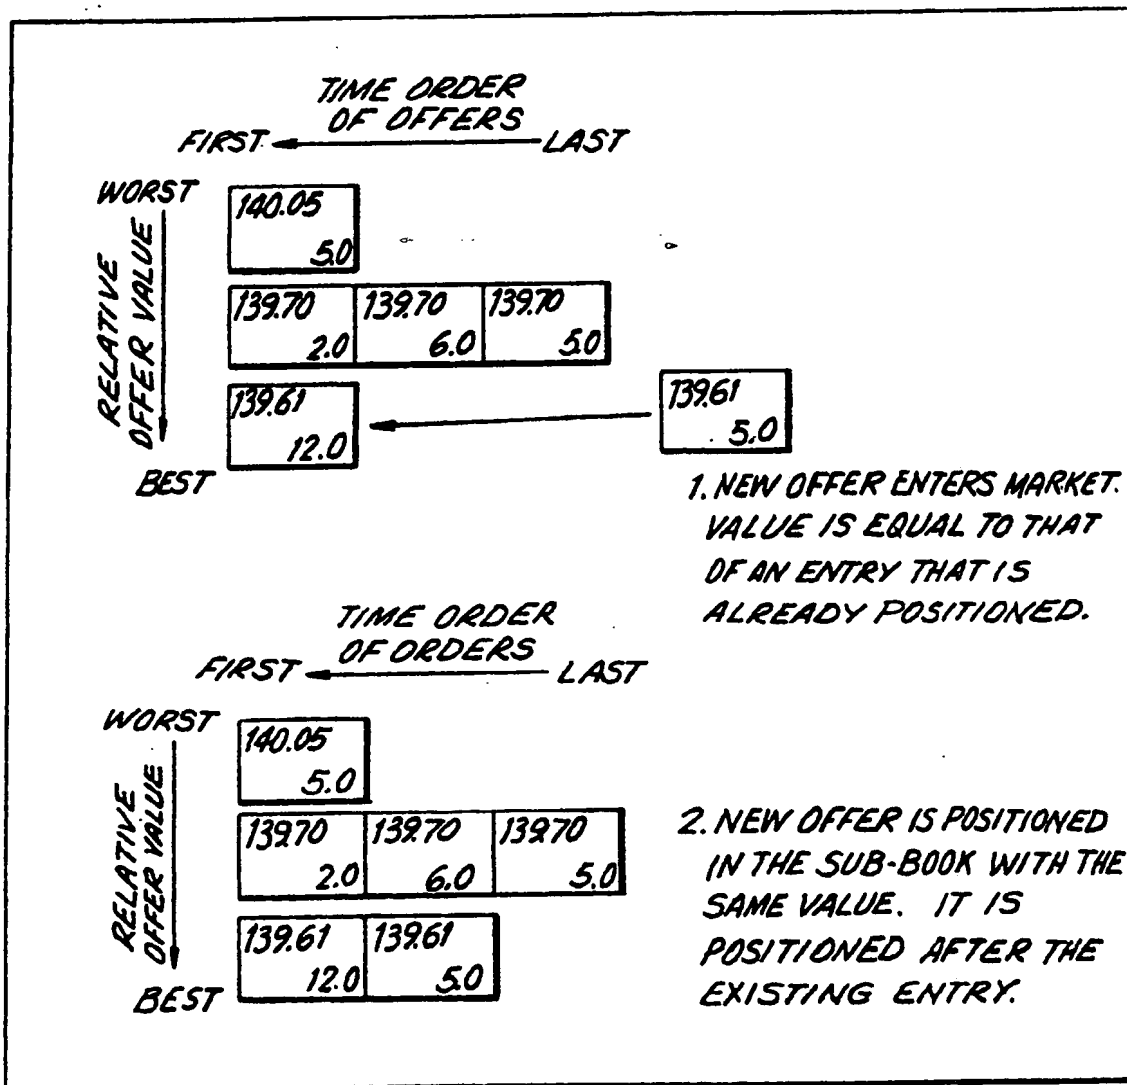 TIME ORDER
OF OFFERS
FIRST LAST
WORST
RELATIVE
OFFER VALUE
BEST
140.05
5.0
139.70 139.70 139.70
2.0 6.0 5.0
139.61 139.61
12.0 5.0
1. NEW OFFER ENTERS MARKET.
VALUE IS EQUAL TO THAT
OF AN ENTRY THAT IS
ALREADY POSITIONED.
TIME ORDER
OF ORDERS
FIRST LAST
WORST
RELATIVE
OFFER VALUE
BEST
140.05
5.0
139.70 139.70 139.70
2.0 6.0 5.0
139.61 139.61
12.0 5.0
2. NEW OFFER IS POSITIONED
IN THE SUB-BOOK WITH THE
SAME VALUE. IT IS
POSITIONED AFTER THE
EXISTING ENTRY.